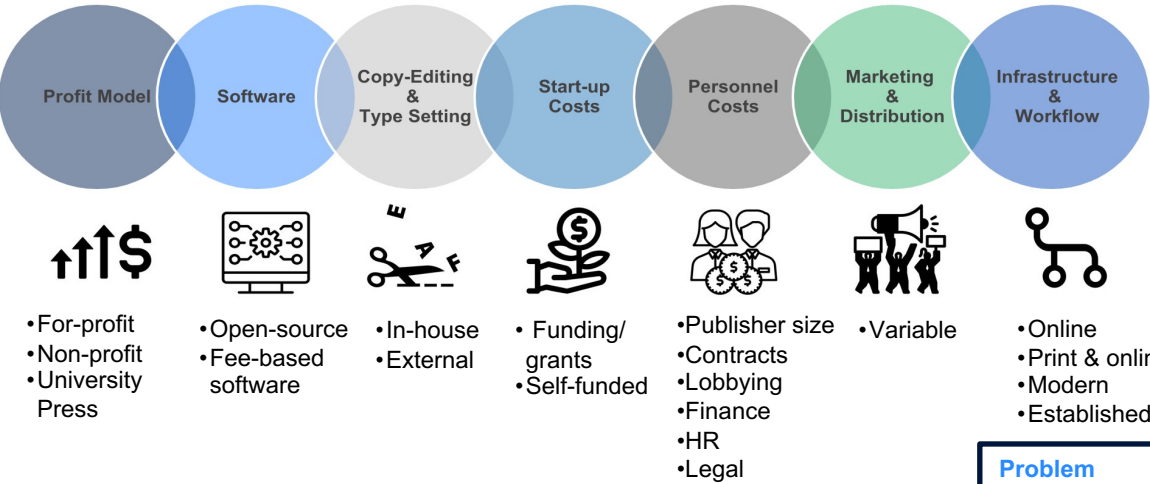 Profit Model
Software
Copy-Editing
&
Type Setting
Start-up
Costs
Personnel
Costs
Marketing
&
Distribution
Infrastructure
&
Workflow
$
E
A
F
$
$
$
$
•For-profit
•Non-profit
•University
Press
•Open-source
•Fee-based
software
•In-house
•External
• Funding/
grants
•Self-funded
•Publisher size
•Contracts
•Lobbying
•Finance
•HR
•Legal
•Variable
•Online
•Print & onlin
•Modern
•Established
Problem